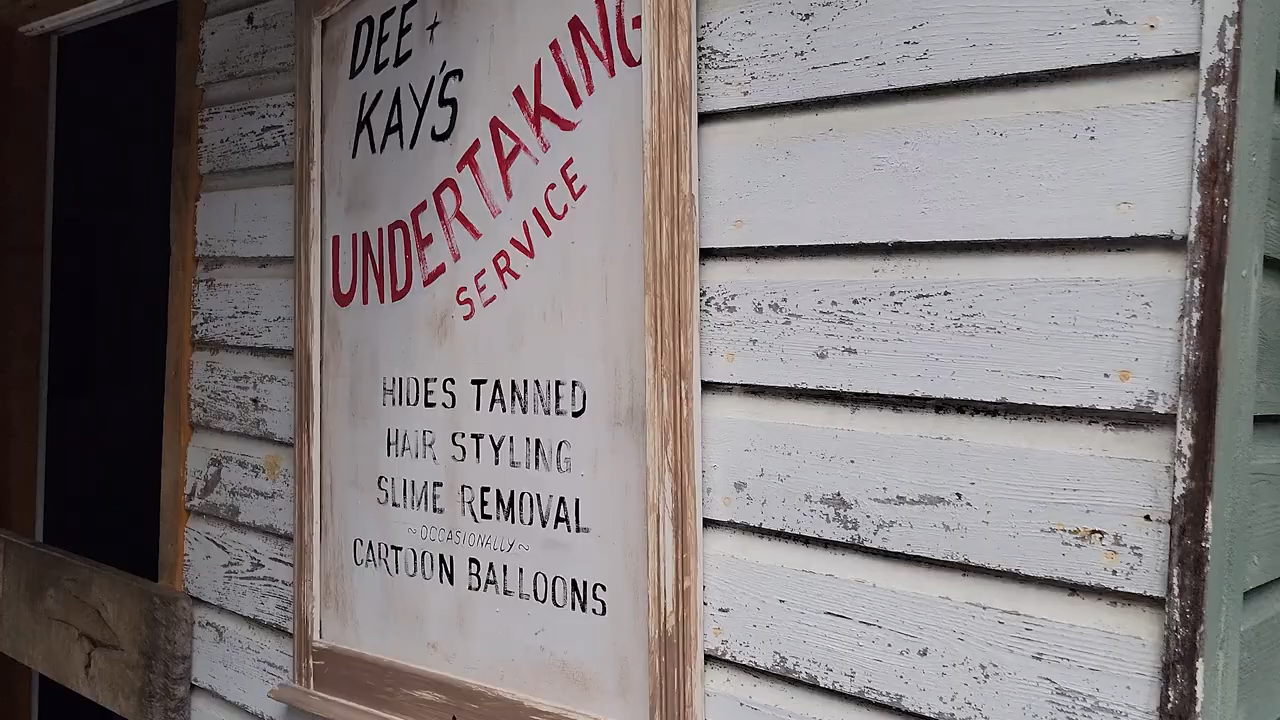 DEE +
KAY'S
UNDERTAKING
SERVICE
HIDES TANNED
HAIR STYLING
SLIME REMOVAL
~OCCASIONALLY~
CARTOON BALLOONS